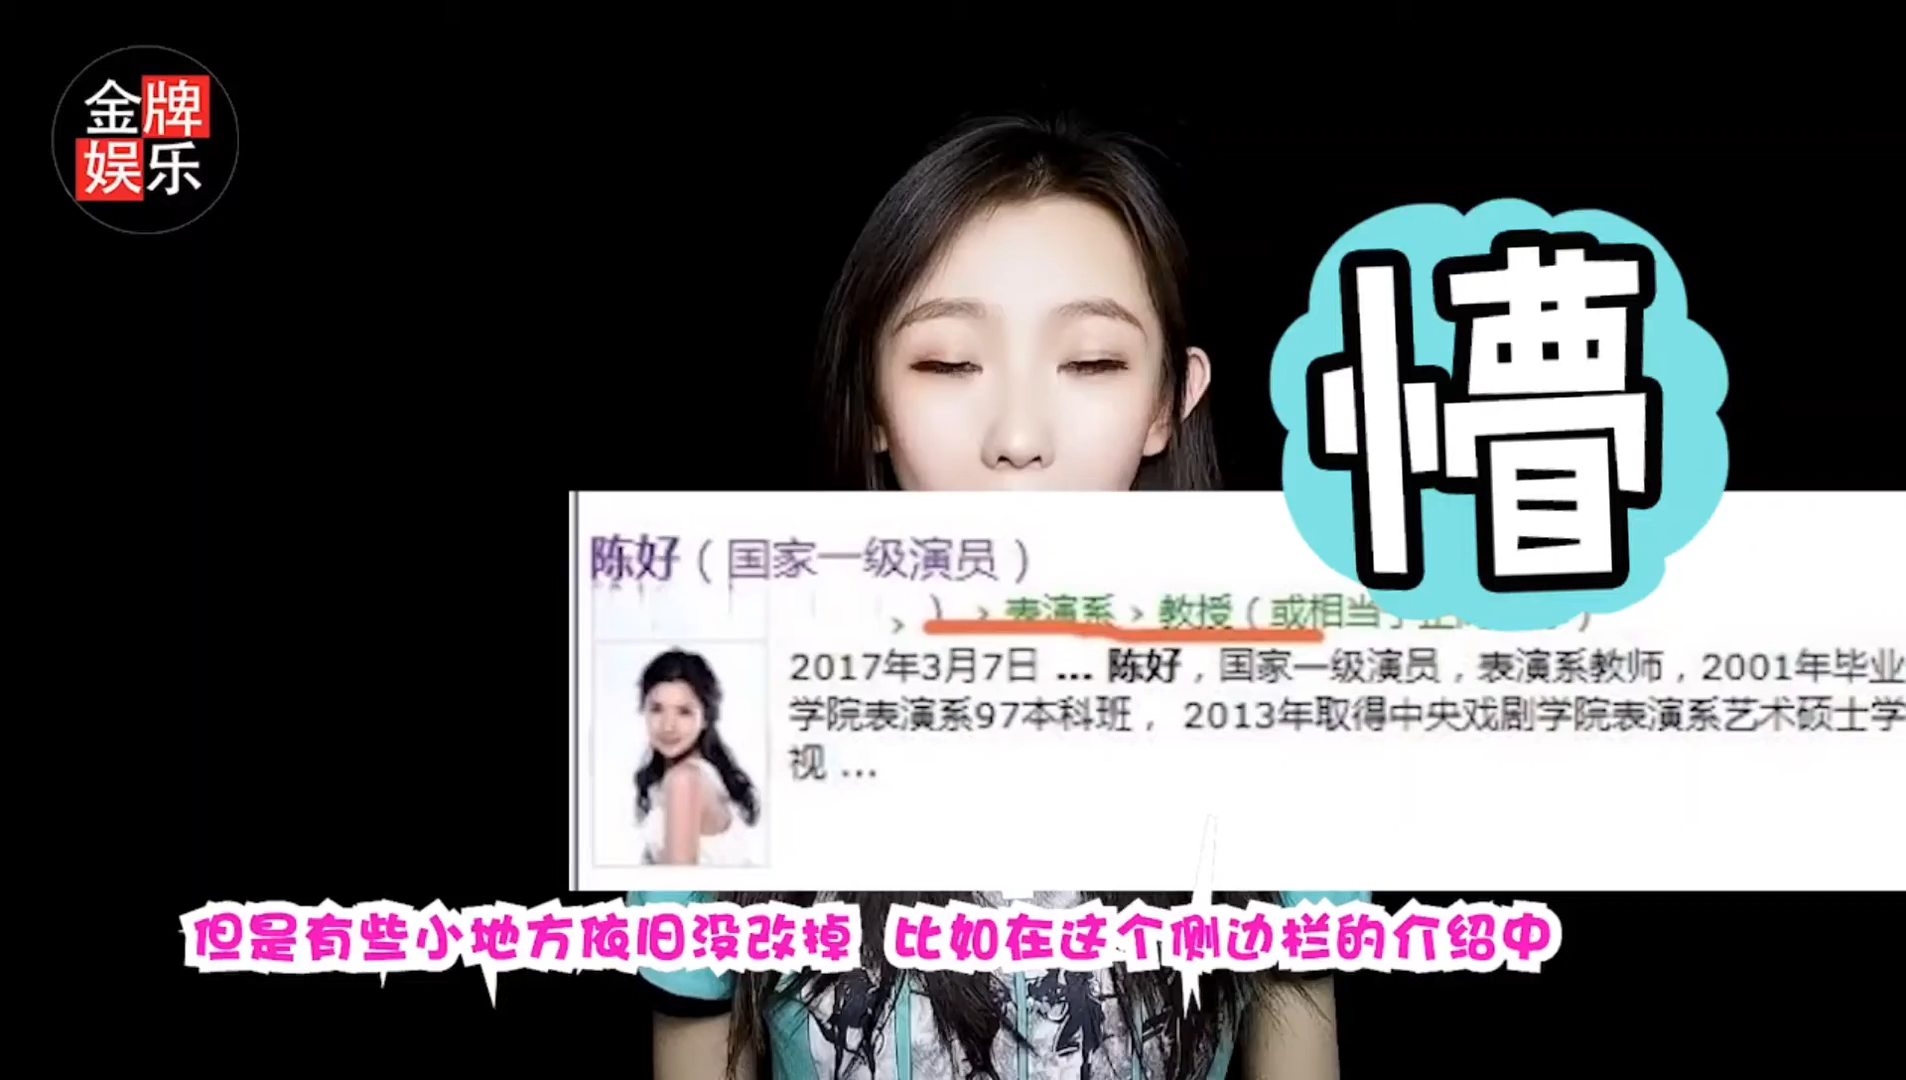 金牌
娱乐
懵
陈好（国家一级演员）
› ）› 表演系 › 教授（或相当于正
2017年3月7日 ... 陈好，国家一级演员，表演系教师，2001年毕业
学院表演系97本科班， 2013年取得中央戏剧学院表演系艺术硕士学
视 ...
但是有些小地方依旧没改掉 比如在这个侧边栏的介绍中